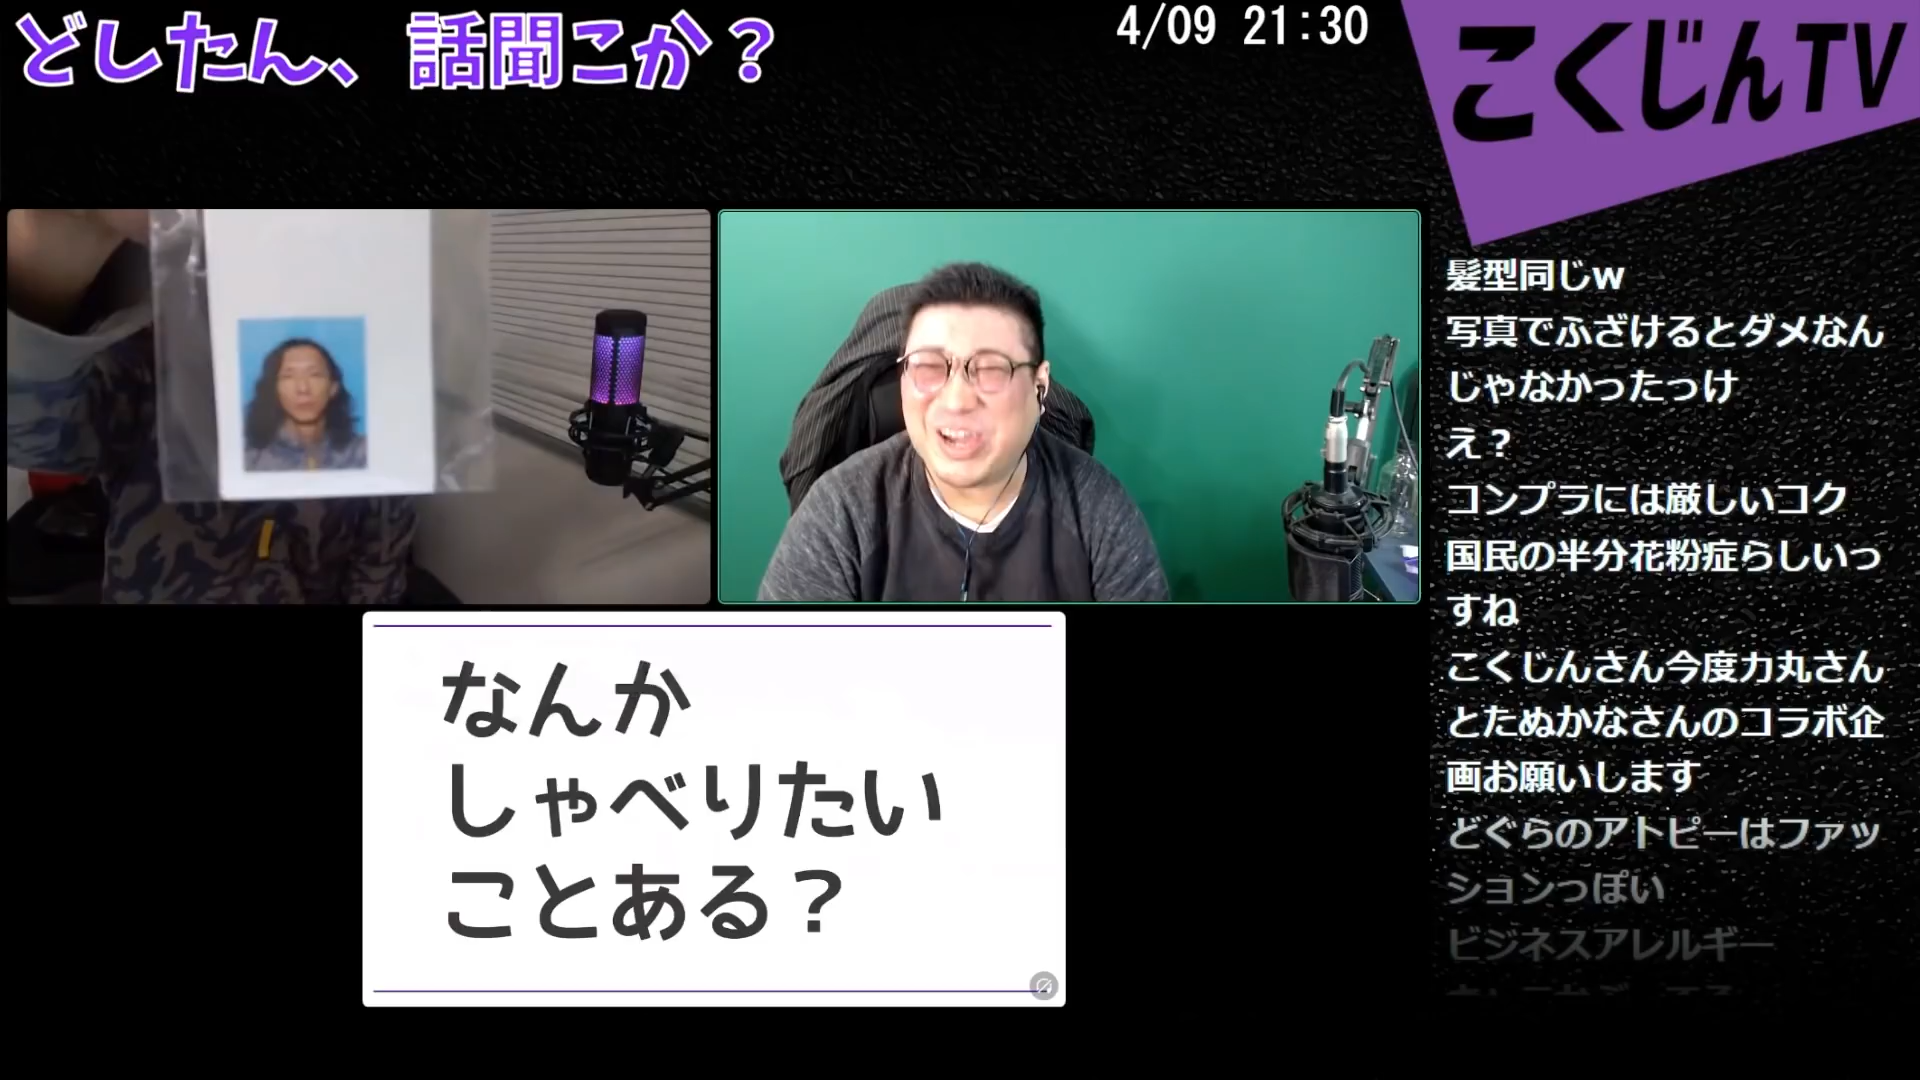 どしたん、話聞こか？
4/09 21:30
こくじんTV
髪型同じw
写真でふざけるとダメなん
じゃなかったっけ
え？
コンプラには厳しいコク
国民の半分花粉症らしいっ
すね
こくじんさん今度力丸さん
とたぬかなさんのコラボ企
画お願いします
どぐらのアトピーはファッ
ションっぽい
ビジネスアレルギー
なんか
しゃべりたい
ことある？